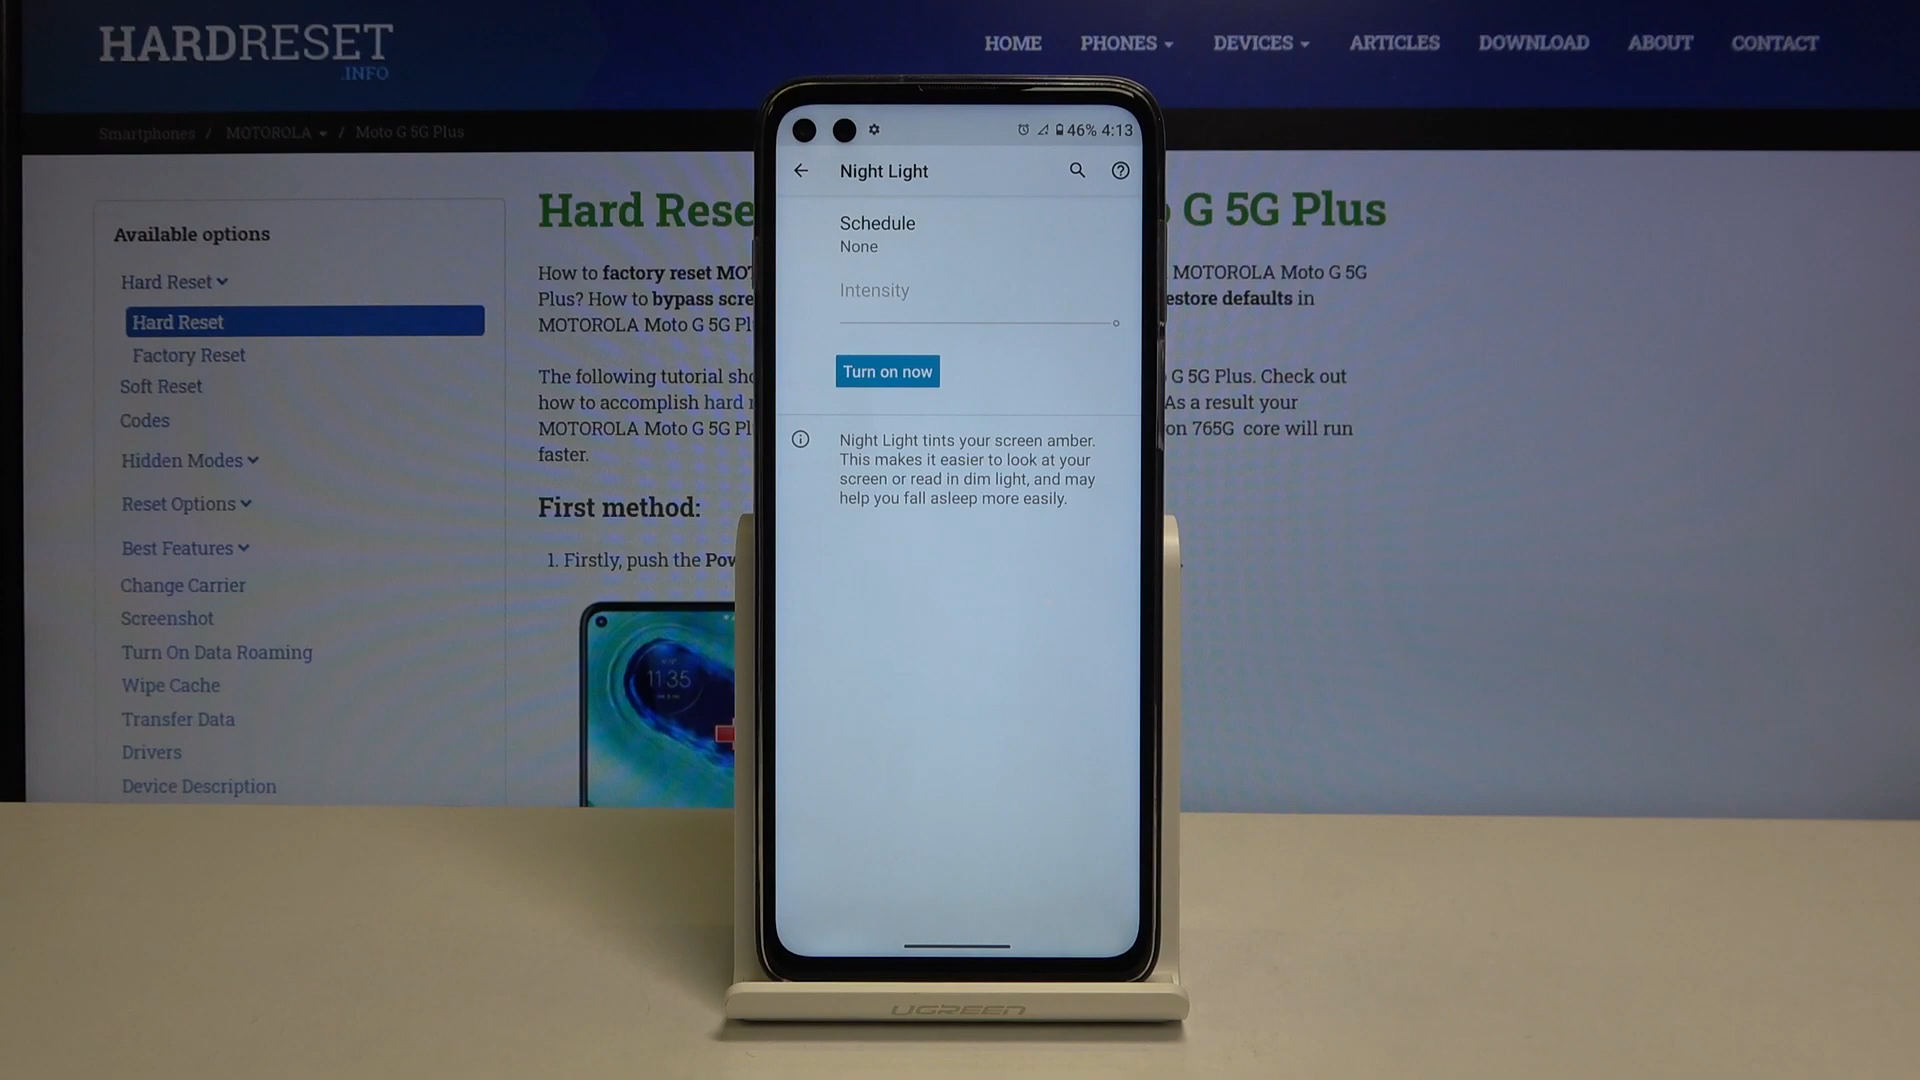 HARDRESET
.INFO
HOME PHONES DEVICES ARTICLES DOWNLOAD ABOUT CONTACT
Smartphones / MOTOROLA / Moto G 5G Plus
Available options
Hard Reset
Hard Reset
Factory Reset
Soft Reset
Codes
Hidden Modes
Reset Options
Best Features
Change Carrier
Screenshot
Turn On Data Roaming
Wipe Cache
Transfer Data
Drivers
Device Description
Hard Rese G 5G Plus
How to factory reset MO MOTOROLA Moto G 5G
Plus? How to bypass scre estore defaults in
MOTOROLA Moto G 5G Pl
The following tutorial sho G 5G Plus. Check out
how to accomplish hard As a result your
MOTOROLA Moto G 5G Pl on 765G core will run
faster.
First method:
1. Firstly, push the Pow
11:35
46% 4:13
Night Light
Schedule
None
Intensity
Turn on now
Night Light tints your screen amber.
This makes it easier to look at your
screen or read in dim light, and may
help you fall asleep more easily.
UGREEN